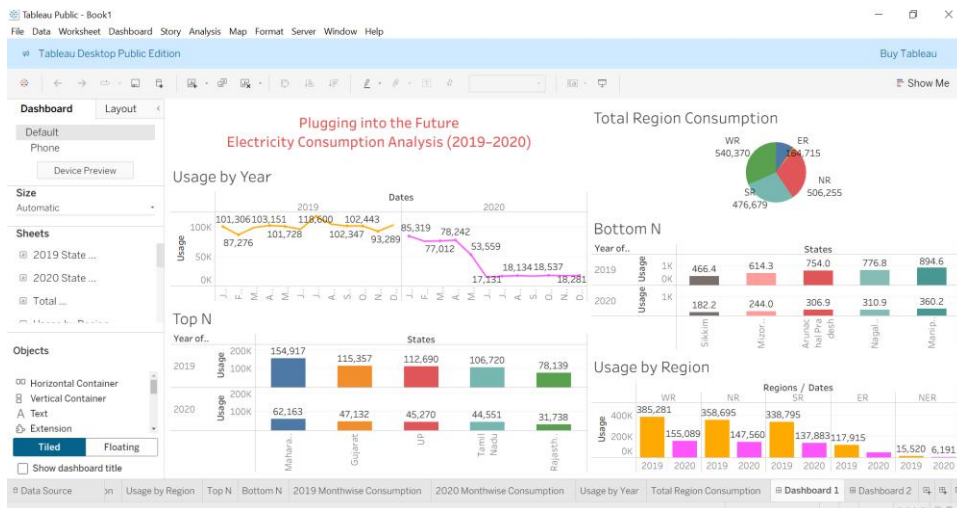 Tableau Public - Book1
File Data Worksheet Dashboard Story Analysis Map Format Server Window Help
Tableau Desktop Public Edition
Buy Tableau
Show Me
Dashboard Layout
Default
Phone
Device Preview
Size
Automatic
Sheets
2019 State ...
2020 State ...
Total ...
Objects
Horizontal Container
Vertical Container
A Text
Extension
Tiled Floating
Show dashboard title
Plugging into the Future
Electricity Consumption Analysis (2019–2020)
Usage by Year
Dates
2019 2020
Usage
100K
50K
0K
101,306 103,151 118,600 102,443
87,276 101,728 102,347 93,289
85,319 78,242
77,012 53,559
18,134 18,537
17,131 18,281
J.. F.. M.. A.. M.. J.. J.. A.. S.. O.. N.. D..
J.. F.. M.. A.. M.. J.. J.. A.. S.. O.. N.. D..
Top N
Year of.. States
2019 Usage 200K 100K
154,917 115,357 112,690 106,720 78,139
2020 Usage 200K 100K
62,163 47,132 45,270 44,551 31,738
Mahara.. Gujarat UP Tamil Nadu Rajasth..
Total Region Consumption
WR
540,370
ER
164,715
NR
506,255
SR
476,679
Bottom N
Year of.. States
2019 Usage 1K 0K
466.4 614.3 754.0 776.8 894.6
2020 Usage 1K
182.2 244.0 306.9 310.9 360.2
Sikkim Mizor.. Arunac hal Pra desh Nagal.. Manip..
Usage by Region
Regions / Dates
WR NR SR ER NER
Usage
400K
200K
0K
385,281 358,695 338,795
155,089 147,560 137,883 117,915
15,520 6,191
2019 2020 2019 2020 2019 2020 2019 2020 2019 2020
Data Source Usage by Region Top N Bottom N 2019 Monthwise Consumption 2020 Monthwise Consumption Usage by Year Total Region Consumption Dashboard 1 Dashboard 2